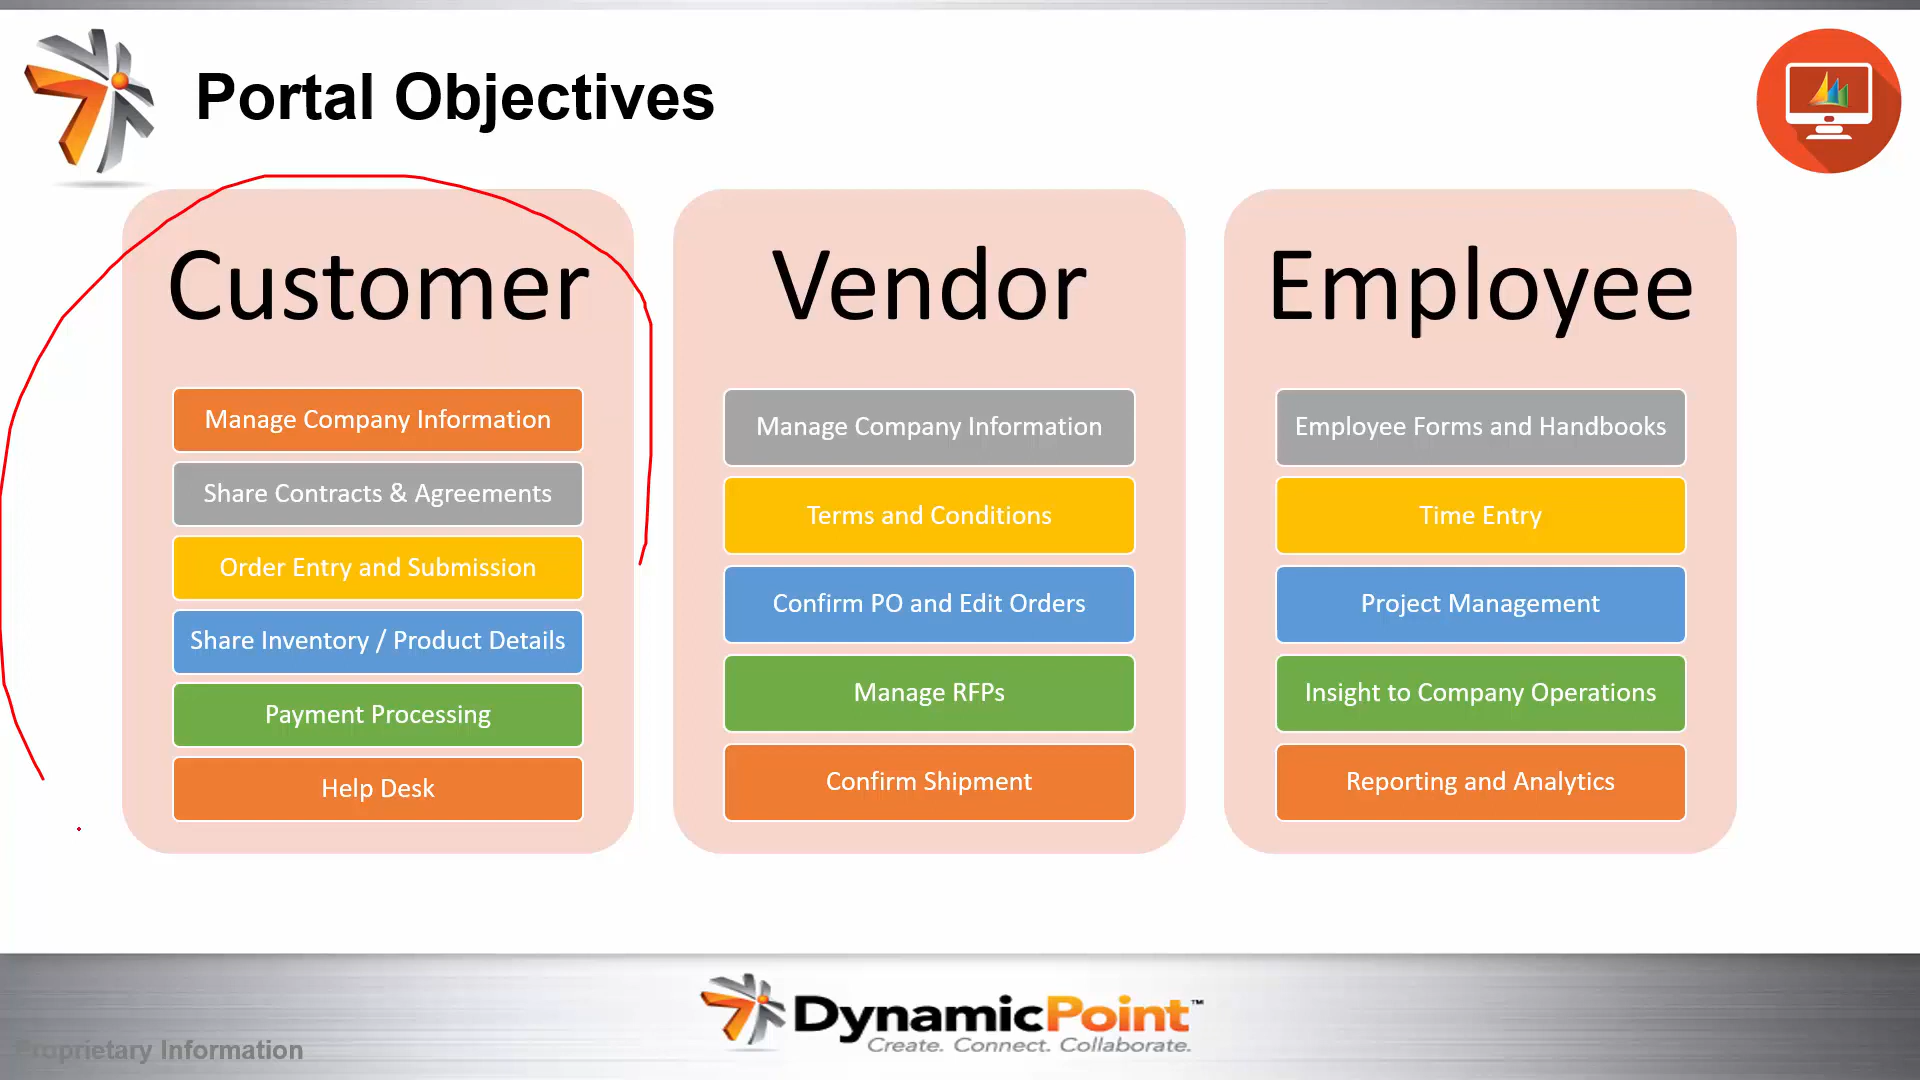 Portal Objectives
Customer
Manage Company Information
Share Contracts & Agreements
Order Entry and Submission
Share Inventory / Product Details
Payment Processing
Help Desk
Vendor
Manage Company Information
Terms and Conditions
Confirm PO and Edit Orders
Manage RFPs
Confirm Shipment
Employee
Employee Forms and Handbooks
Time Entry
Project Management
Insight to Company Operations
Reporting and Analytics
DynamicPoint™
Create. Connect. Collaborate.
Proprietary Information